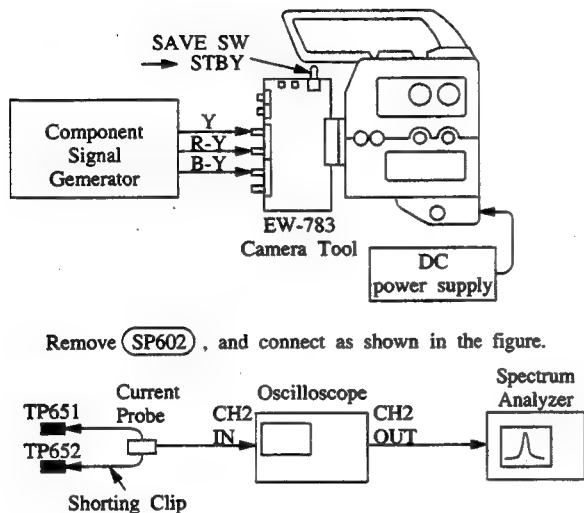 SAVE SW
→ STBY
Component
Signal
Gemerator
Y
R-Y
B-Y
EW-783
Camera Tool
DC
power supply
Remove SP602 , and connect as shown in the figure.
TP651
TP652
Current
Probe
Shorting Clip
CH2
IN
Oscilloscope
CH2
OUT
Spectrum
Analyzer